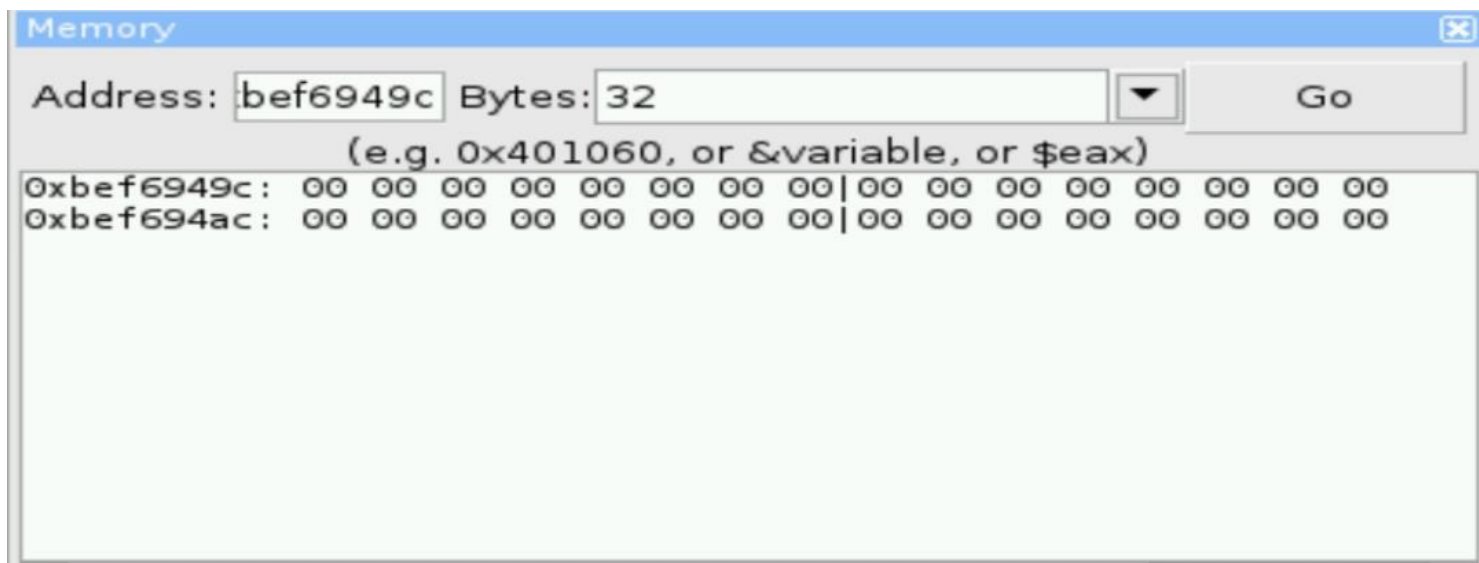 Memory
Address: bef6949c Bytes: 32 Go
(e.g. 0x401060, or &variable, or $eax)
0xbef6949c: 00 00 00 00 00 00 00 00|00 00 00 00 00 00 00 00
0xbef694ac: 00 00 00 00 00 00 00 00|00 00 00 00 00 00 00 00